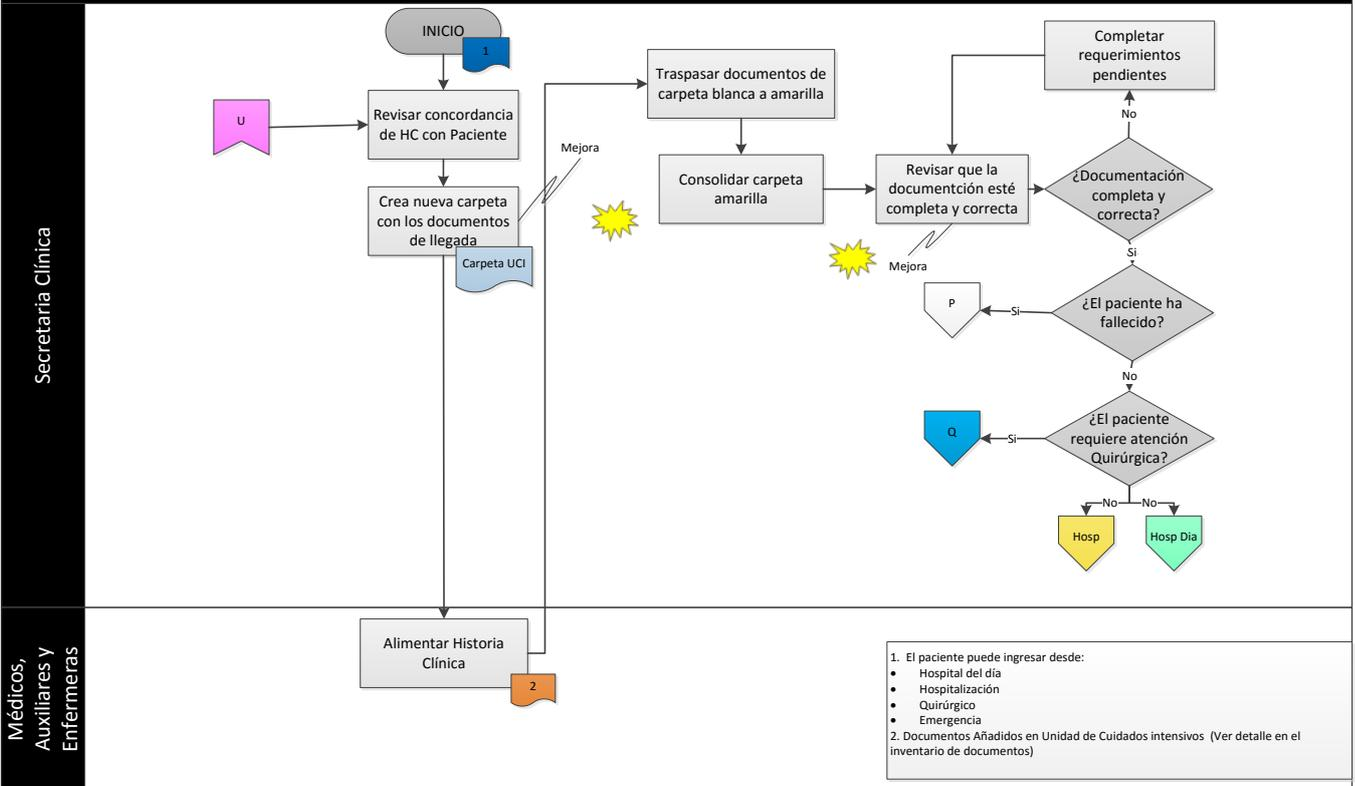 Secretaria Clínica
INICIO
1
U
Revisar concordancia
de HC con Paciente
Mejora
Crea nueva carpeta
con los documentos
de llegada
Carpeta UCI
Traspasar documentos de
carpeta blanca a amarilla
Consolidar carpeta
amarilla
Revisar que la
documentción esté
completa y correcta
Mejora
Completar
requerimientos
pendientes
No
¿Documentación
completa y
correcta?
Si
¿El paciente ha
fallecido?
Si
P
No
¿El paciente
requiere atención
Quirúrgica?
Si
Q
No
No
Hosp
Hosp Dia
Médicos,
Auxiliares y
Enfermeras
Alimentar Historia
Clínica
2
1. El paciente puede ingresar desde:
• Hospital del día
• Hospitalización
• Quirúrgico
• Emergencia
2. Documentos Añadidos en Unidad de Cuidados intensivos (Ver detalle en el
inventario de documentos)